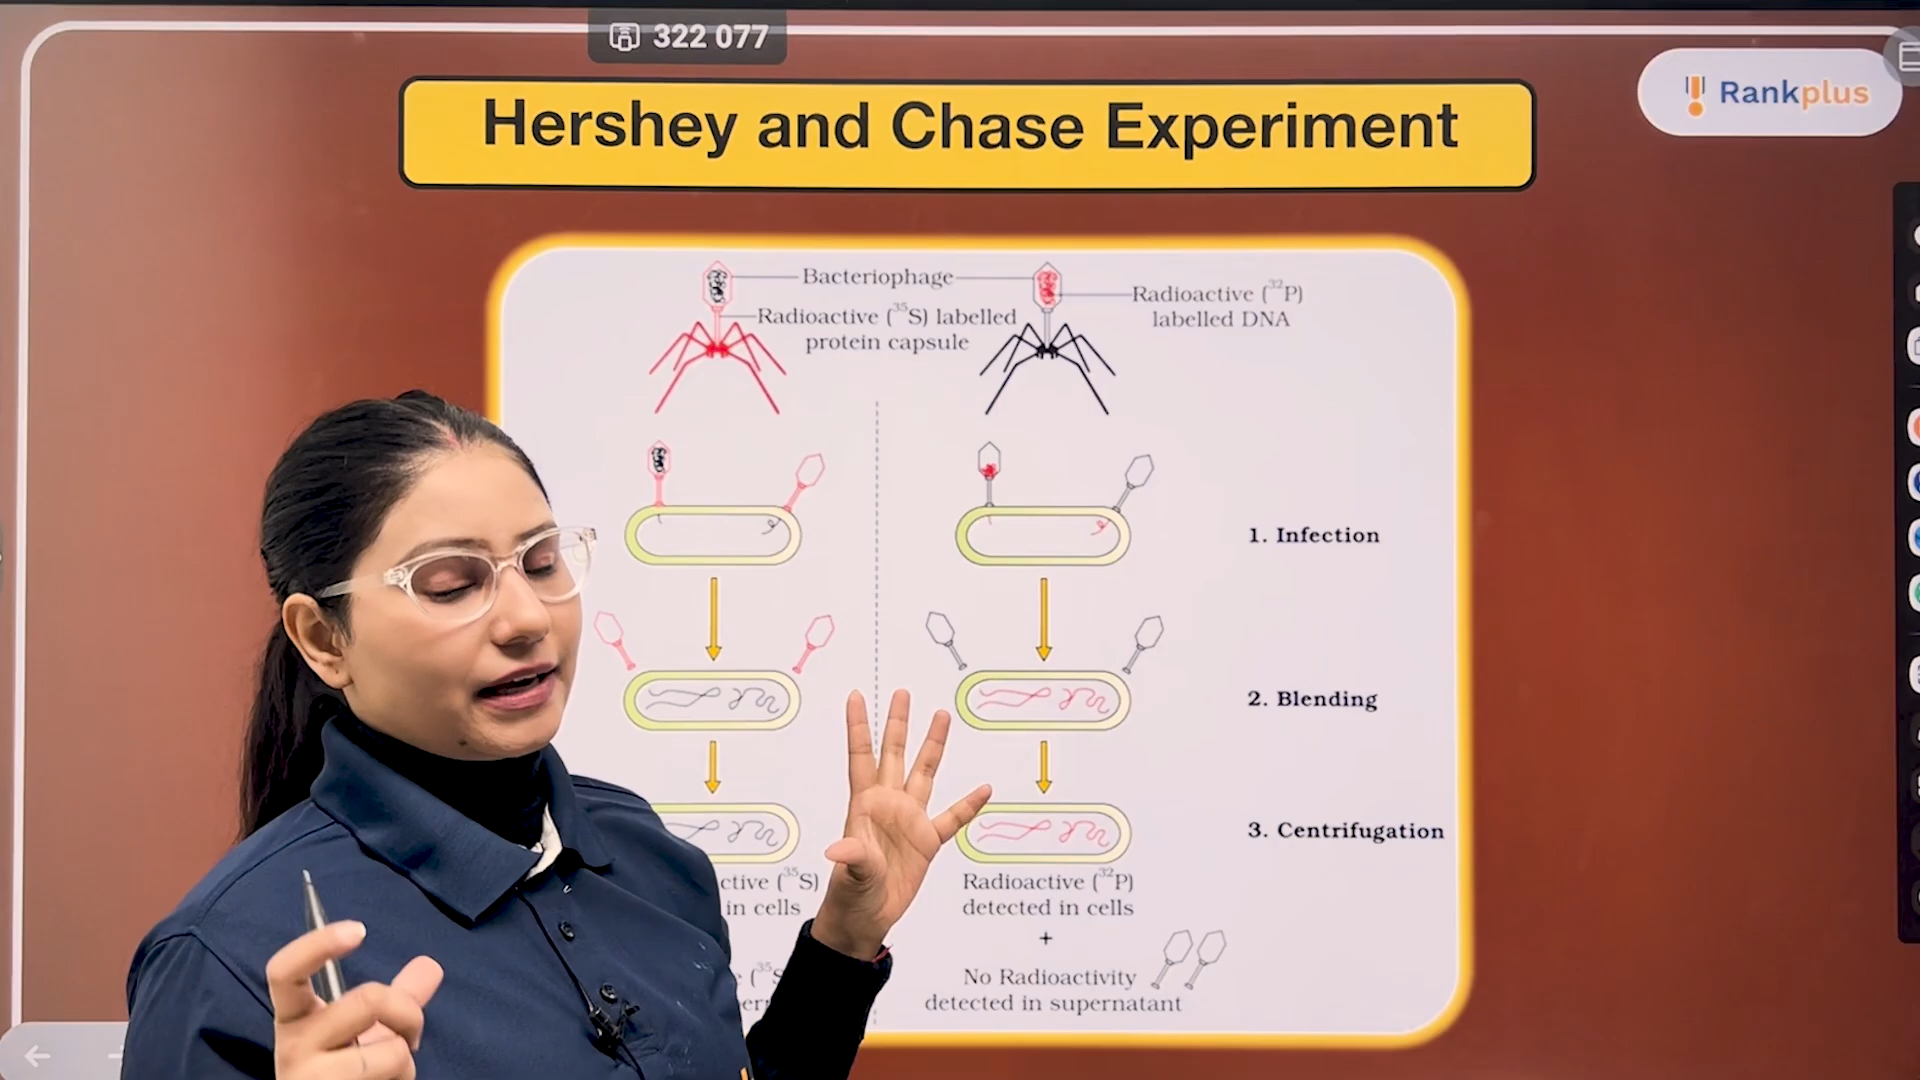 322 077
Rankplus
Hershey and Chase Experiment
Bacteriophage
Radioactive (³⁵S) labelled
protein capsule
Radioactive (³²P)
labelled DNA
1. Infection
2. Blending
3. Centrifugation
ctive (³⁵S)
in cells
Radioactive (³²P)
detected in cells
+
No Radioactivity
detected in supernatant